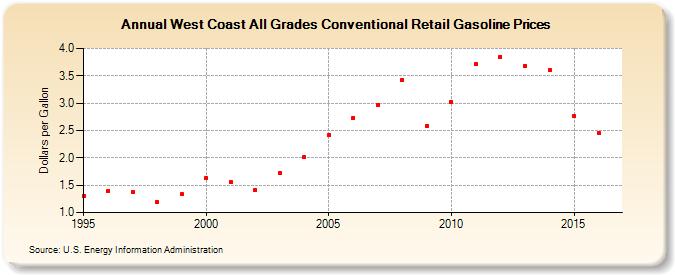 Annual West Coast All Grades Conventional Retail Gasoline Prices
Dollars per Gallon
4.0
3.5
3.0
2.5
2.0
1.5
1.0
1995 2000 2005 2010 2015
Source: U.S. Energy Information Administration